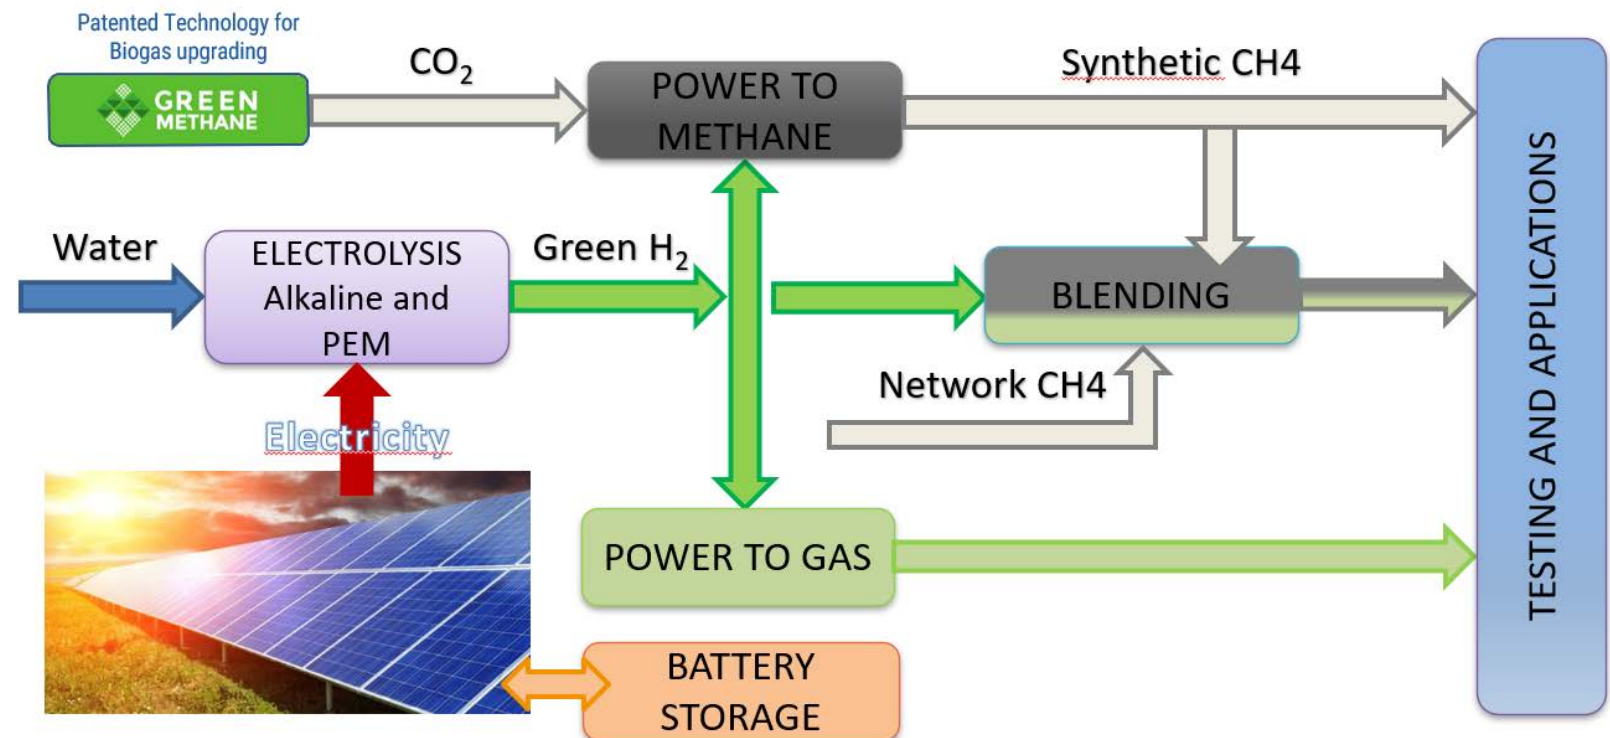 Patented Technology for
Biogas upgrading
GREEN
METHANE
CO₂
POWER TO
METHANE
Synthetic CH4
Water
ELECTROLYSIS
Alkaline and
PEM
Green H₂
BLENDING
Network CH4
Electricity
POWER TO GAS
BATTERY
STORAGE
TESTING AND APPLICATIONS